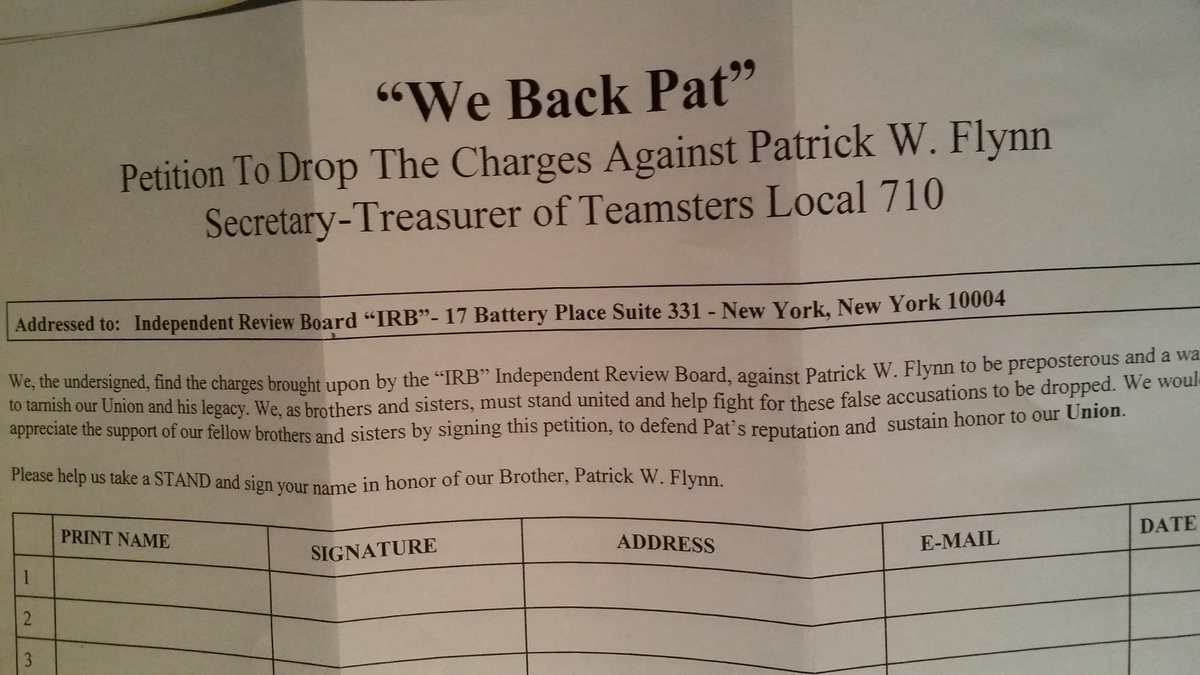 “We Back Pat”
Petition To Drop The Charges Against Patrick W. Flynn
Secretary-Treasurer of Teamsters Local 710
Addressed to: Independent Review Board “IRB”- 17 Battery Place Suite 331 - New York, New York 10004
We, the undersigned, find the charges brought upon by the “IRB” Independent Review Board, against Patrick W. Flynn to be preposterous and a
to tarnish our Union and his legacy. We, as brothers and sisters, must stand united and help fight for these false accusations to be dropped. We
appreciate the support of our fellow brothers and sisters by signing this petition, to defend Pat’s reputation and sustain honor to our Union.
Please help us take a STAND and sign your name in honor of our Brother, Patrick W. Flynn.
PRINT NAME SIGNATURE ADDRESS E-MAIL DATE
1
2
3